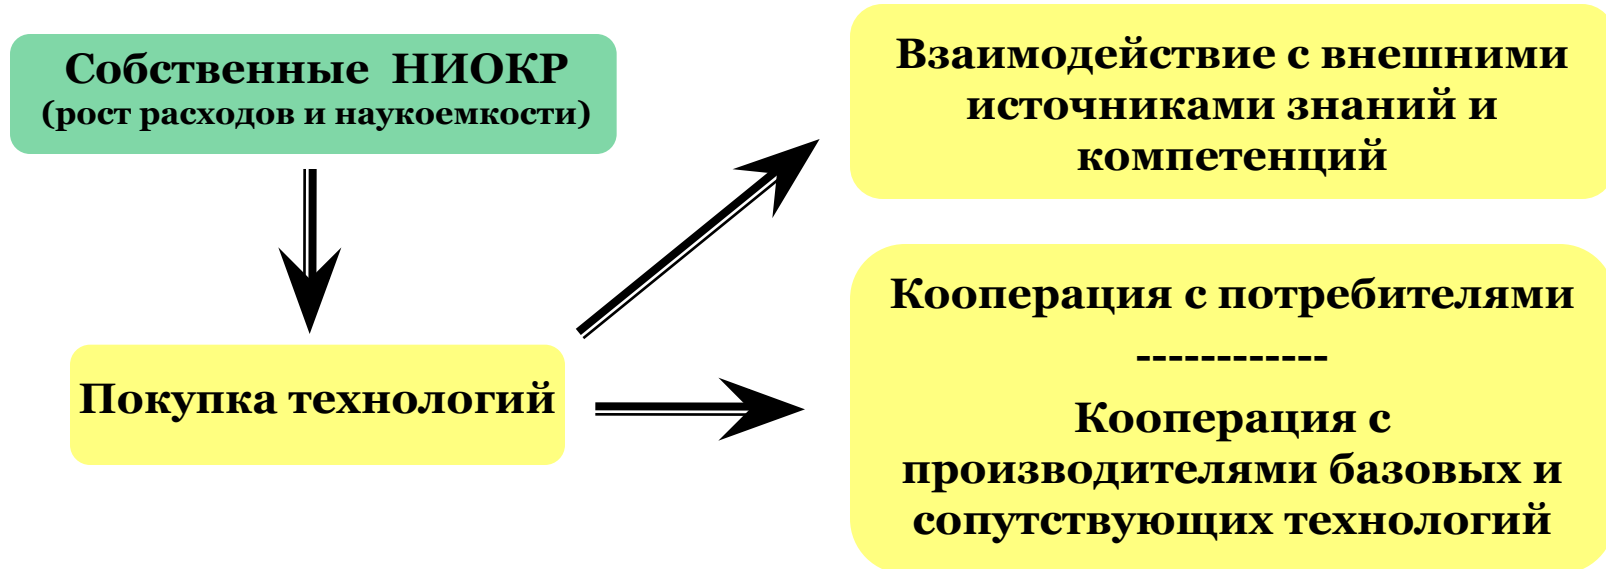 Собственные НИОКР
(рост расходов и наукоемкости)
Покупка технологий
Взаимодействие с внешними
источниками знаний и
компетенций
Кооперация с потребителями
------------
Кооперация с
производителями базовых и
сопутствующих технологий